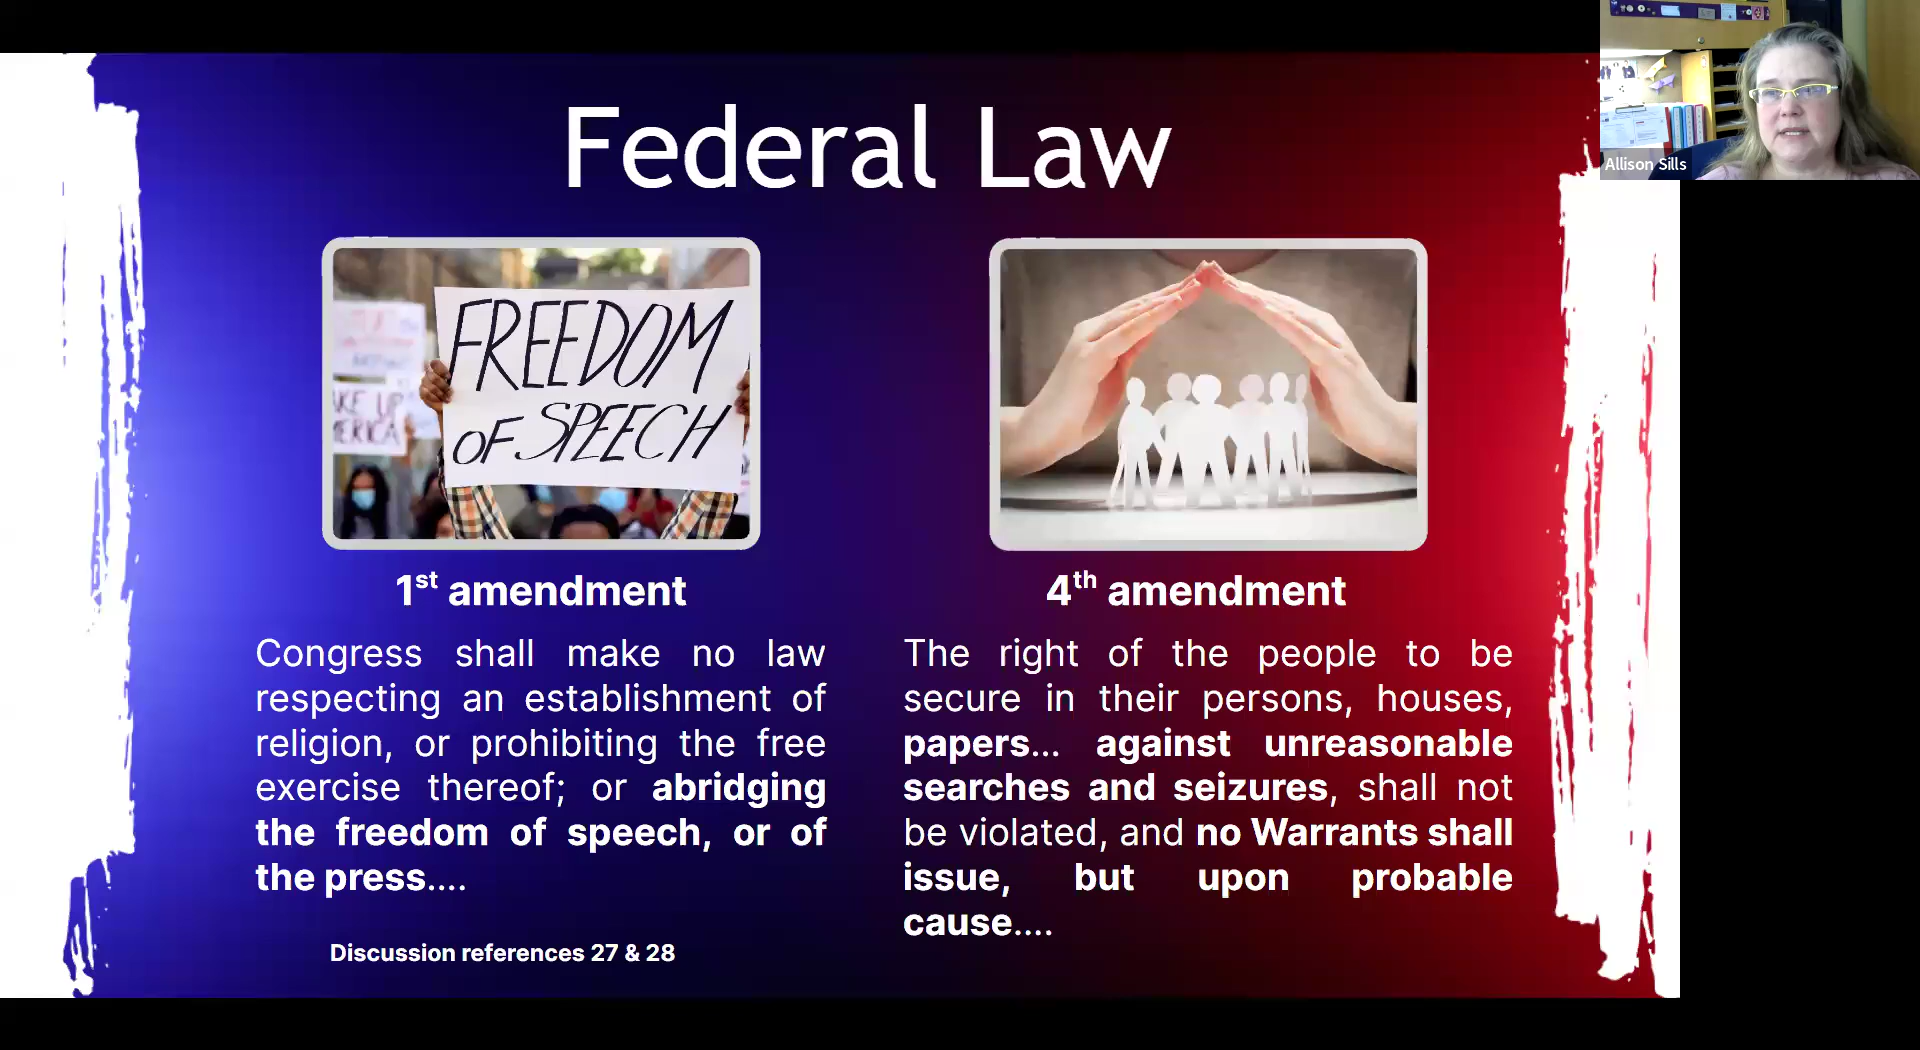 Federal Law
Allison Sills
FREEDOM
OF SPEECH
KE UP
ERICA
1st amendment
Congress shall make no law
respecting an establishment of
religion, or prohibiting the free
exercise thereof; or abridging
the freedom of speech, or of
the press....
Discussion references 27 & 28
4th amendment
The right of the people to be
secure in their persons, houses,
papers... against unreasonable
searches and seizures, shall not
be violated, and no Warrants shall
issue, but upon probable
cause....